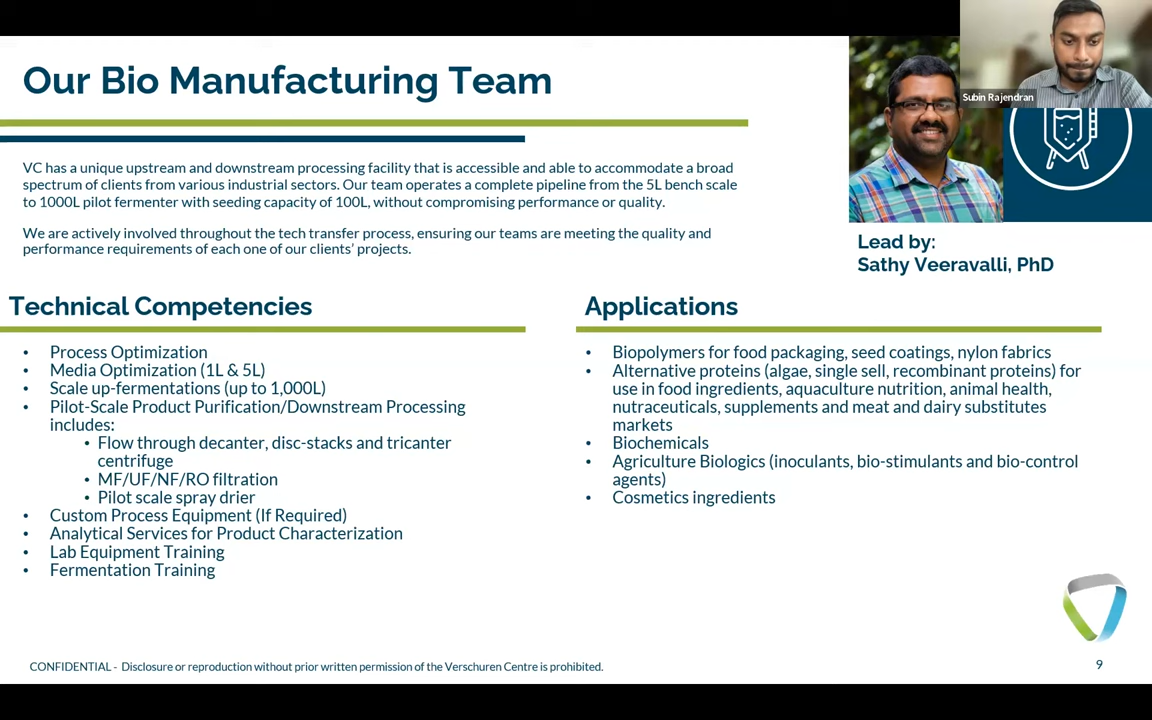 Our Bio Manufacturing Team
Subin Rajendran
VC has a unique upstream and downstream processing facility that is accessible and able to accommodate a broad
spectrum of clients from various industrial sectors. Our team operates a complete pipeline from the 5L bench scale
to 1000L pilot fermenter with seeding capacity of 100L, without compromising performance or quality.
We are actively involved throughout the tech transfer process, ensuring our teams are meeting the quality and
performance requirements of each one of our clients' projects.
Lead by:
Sathy Veeravalli, PhD
Technical Competencies
• Process Optimization
• Media Optimization (1L & 5L)
• Scale up-fermentations (up to 1,000L)
• Pilot-Scale Product Purification/Downstream Processing
includes:
• Flow through decanter, disc-stacks and tricanter
centrifuge
• MF/UF/NF/RO filtration
• Pilot scale spray drier
• Custom Process Equipment (If Required)
• Analytical Services for Product Characterization
• Lab Equipment Training
• Fermentation Training
Applications
• Biopolymers for food packaging, seed coatings, nylon fabrics
• Alternative proteins (algae, single sell, recombinant proteins) for
use in food ingredients, aquaculture nutrition, animal health,
nutraceuticals, supplements and meat and dairy substitutes
markets
• Biochemicals
• Agriculture Biologics (inoculants, bio-stimulants and bio-control
agents)
• Cosmetics ingredients
CONFIDENTIAL - Disclosure or reproduction without prior written permission of the Verschuren Centre is prohibited.
9